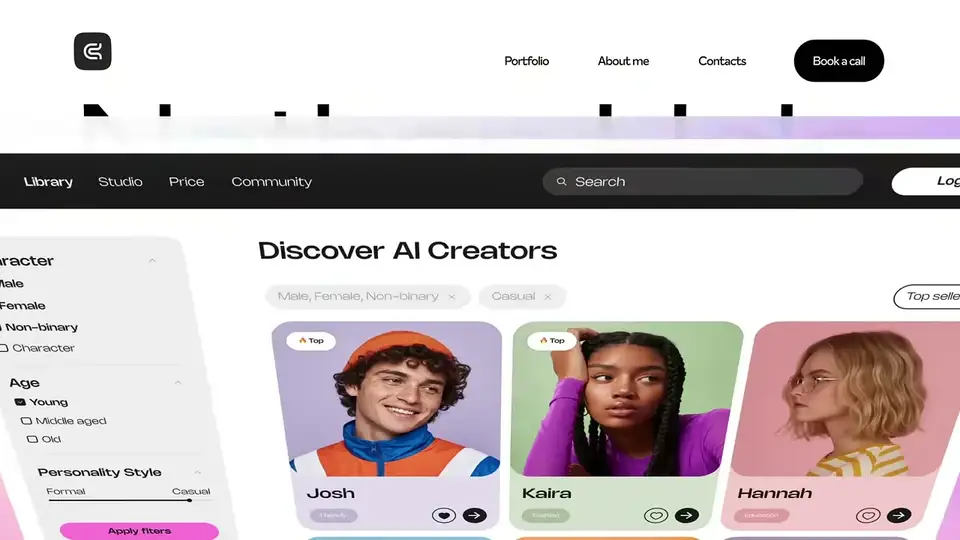 Portfolio
About me
Contacts
Book a call
Library
Studio
Price
Community
Search
Discover AI Creators
Male, Female, Non-binary
Casual
Top
Top
Female
Non-binary
Character
Age
Young
Middle aged
Old
Personality Style
Formal
Casual
Apply fiters
Josh
Kaira
Hannah
Education